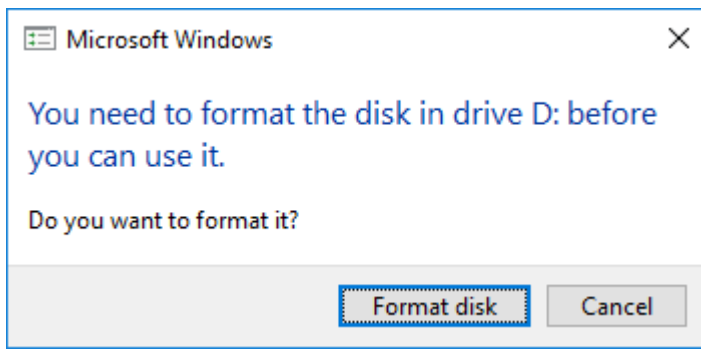 Microsoft Windows
You need to format the disk in drive D: before
you can use it.
Do you want to format it?
Format disk
Cancel